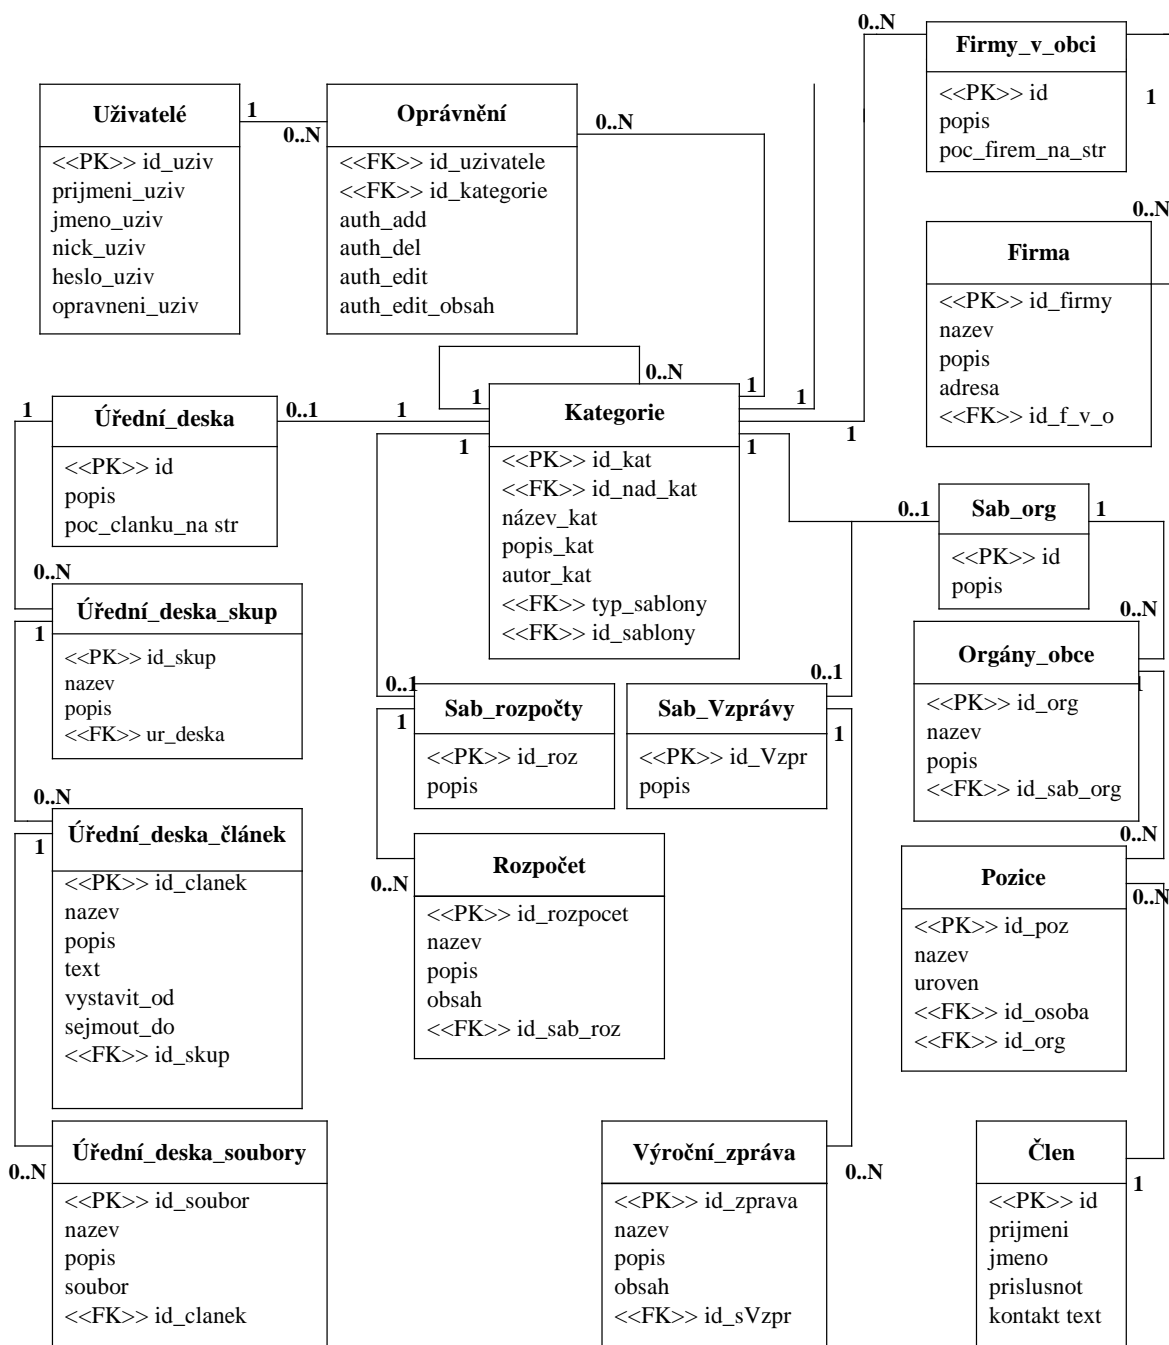 0..N
Firmy_v_obci
1
<<PK>> id
popis
poc_firem_na_str
Uživatelé
1
0..N
Oprávnění
0..N
<<PK>> id_uziv
prijmeni_uziv
jmeno_uziv
nick_uziv
heslo_uziv
opravneni_uziv
<<FK>> id_uzivatele
<<FK>> id_kategorie
auth_add
auth_del
auth_edit
auth_edit_obsah
0..N
Firma
<<PK>> id_firmy
nazev
popis
adresa
<<FK>> id_f_v_o
0..N
1
1
1
1
Úřední_deska
0..1
1
Kategorie
1
1
1
<<PK>> id
popis
poc_clanku_na str
<<PK>> id_kat
<<FK>> id_nad_kat
název_kat
popis_kat
autor_kat
<<FK>> typ_sablony
<<FK>> id_sablony
0..1
Sab_org
1
<<PK>> id
popis
0..N
Úřední_deska_skup
1
<<PK>> id_skup
nazev
popis
<<FK>> ur_deska
0..N
Orgány_obce
1
<<PK>> id_org
nazev
popis
<<FK>> id_sab_org
0..1
Sab_rozpočty
1
<<PK>> id_roz
popis
0..1
Sab_Vzprávy
1
<<PK>> id_Vzpr
popis
0..N
Úřední_deska_článek
1
<<PK>> id_clanek
nazev
popis
text
vystavit_od
sejmout_do
<<FK>> id_skup
Rozpočet
0..N
<<PK>> id_rozpocet
nazev
popis
obsah
<<FK>> id_sab_roz
0..N
Pozice
0..N
<<PK>> id_poz
nazev
uroven
<<FK>> id_osoba
<<FK>> id_org
Úřední_deska_soubory
0..N
<<PK>> id_soubor
nazev
popis
soubor
<<FK>> id_clanek
Výroční_zpráva
0..N
<<PK>> id_zprava
nazev
popis
obsah
<<FK>> id_sVzpr
Člen
1
<<PK>> id
prijmeni
jmeno
prislusnot
kontakt text